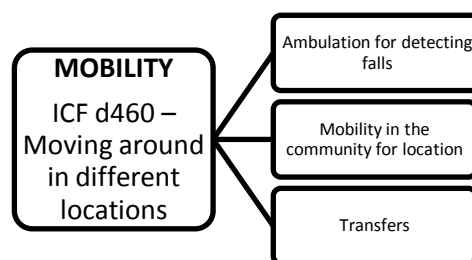 MOBILITY
ICF d460 –
Moving around
in different
locations
Ambulation for detecting
falls
Mobility in the
community for location
Transfers